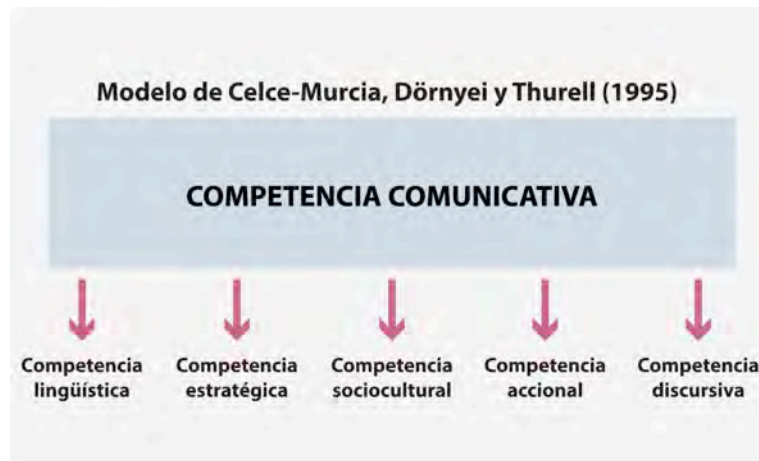 Modelo de Celce-Murcia, Dörnyei y Thurell (1995)
COMPETENCIA COMUNICATIVA
Competencia lingüística
Competencia estratégica
Competencia sociocultural
Competencia accional
Competencia discursiva